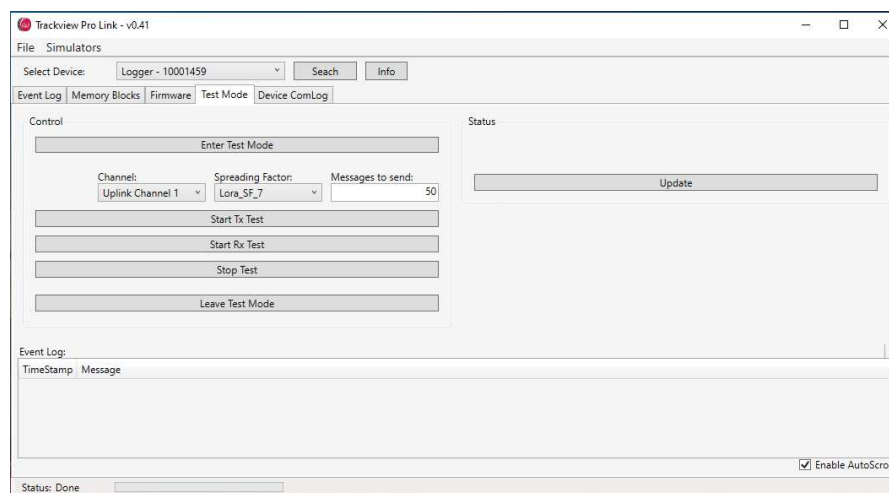 Trackview Pro Link - v0.41
File Simulators
Select Device: Logger - 10001459 Seach Info
Event Log Memory Blocks Firmware Test Mode Device ComLog
Control Status
Enter Test Mode
Channel: Spreading Factor: Messages to send:
Update
Uplink Channel 1 Lora_SF_7 50
Start Tx Test
Start Rx Test
Stop Test
Leave Test Mode
Event Log:
TimeStamp Message
Enable AutoScro
Status: Done